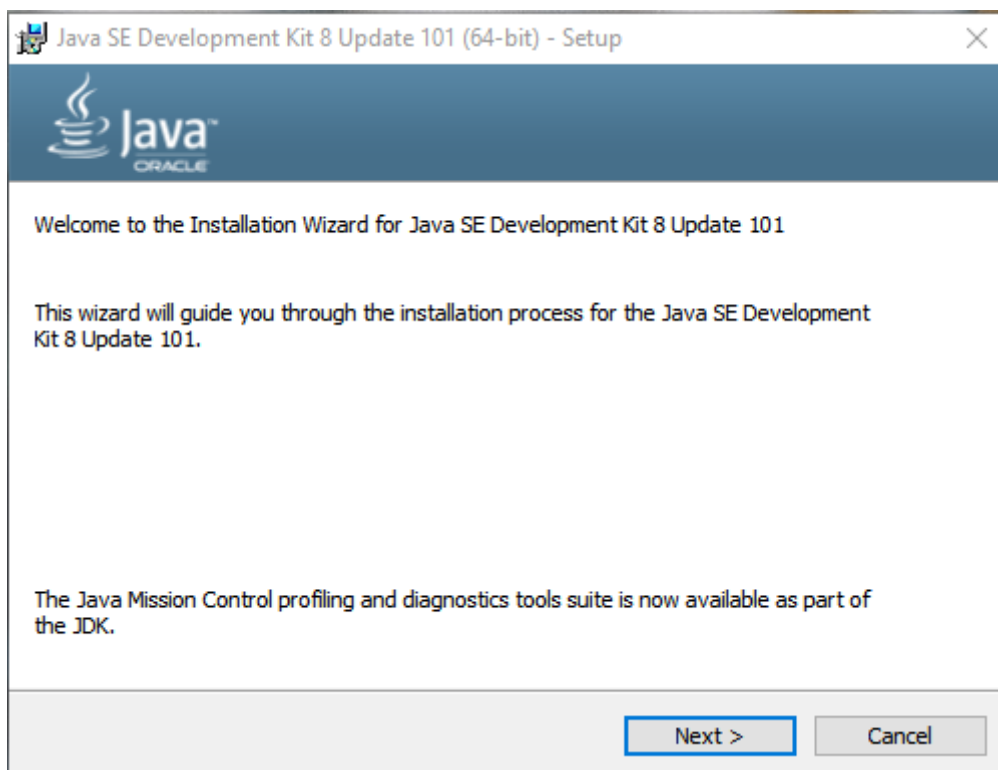 Java SE Development Kit 8 Update 101 (64-bit) - Setup
Java™
ORACLE
Welcome to the Installation Wizard for Java SE Development Kit 8 Update 101
This wizard will guide you through the installation process for the Java SE Development
Kit 8 Update 101.
The Java Mission Control profiling and diagnostics tools suite is now available as part of
the JDK.
Next >
Cancel